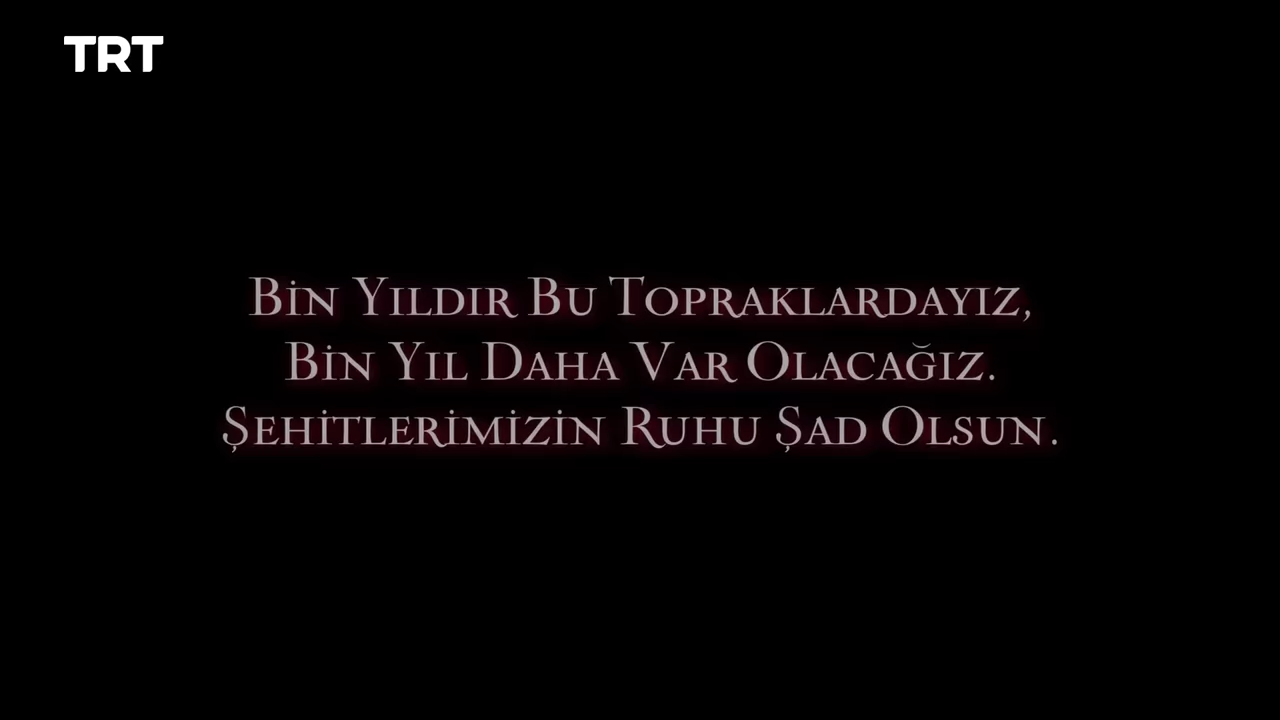 TRT
Bin Yıldır Bu Topraklardayız,
Bin Yıl Daha Var Olacağız.
Şehitlerimizin Ruhu Şad Olsun.